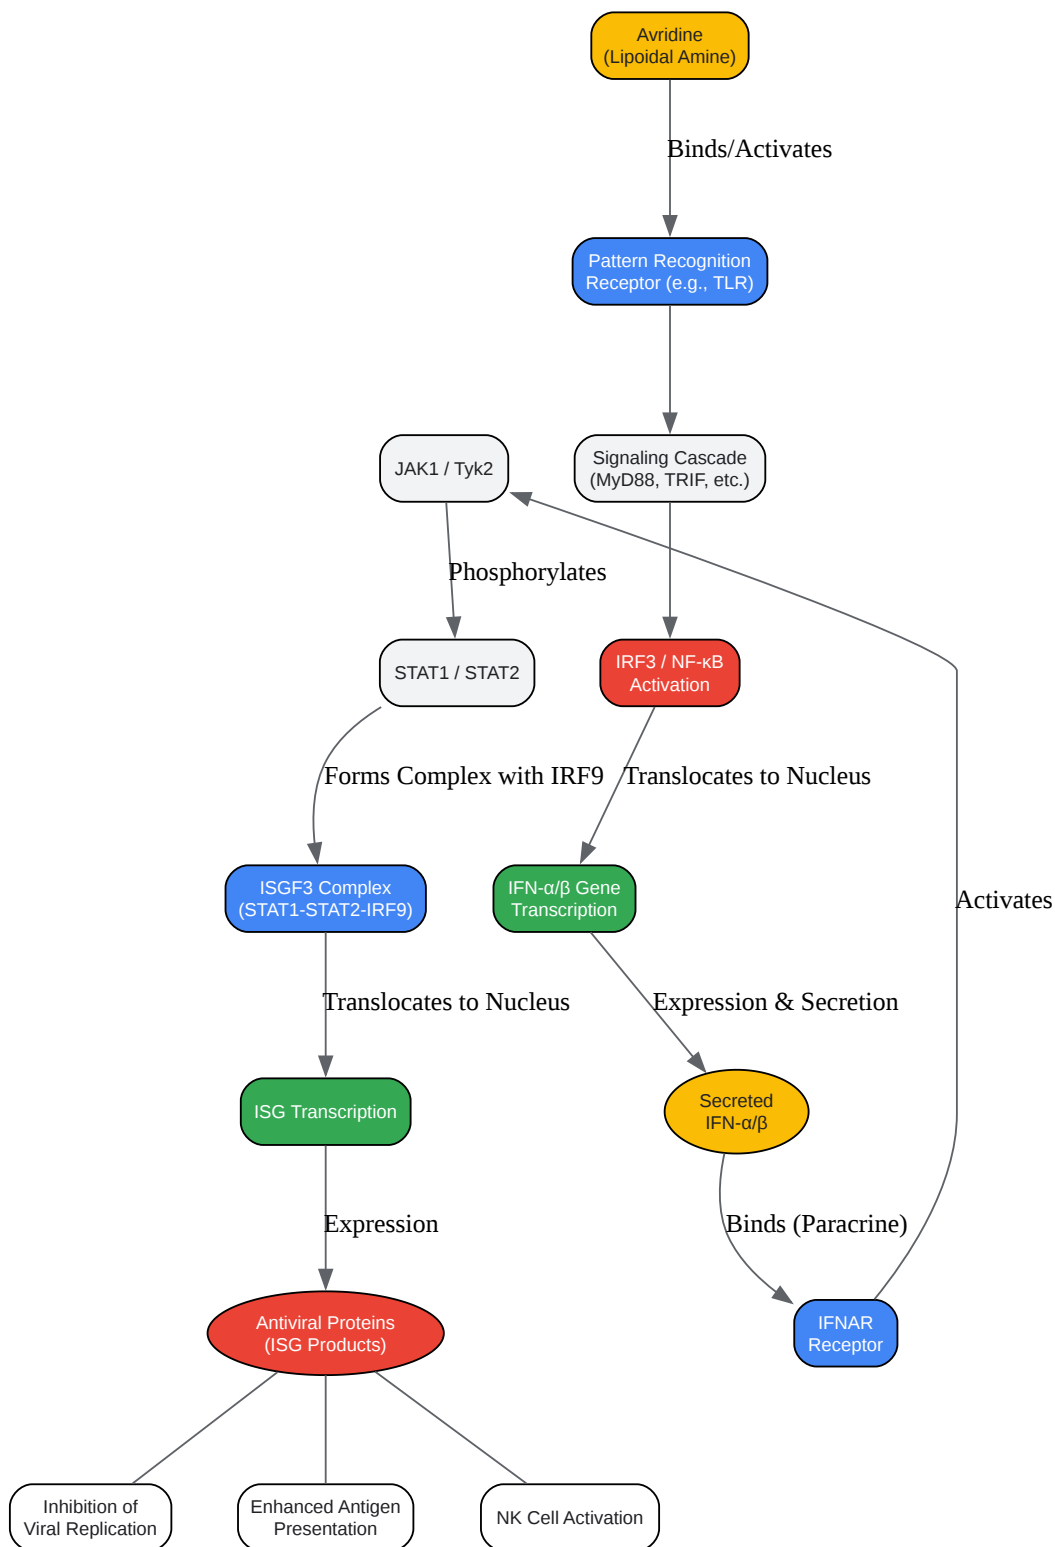 Avridine
(Lipoidal Amine)
Binds/Activates
Pattern Recognition
Receptor (e.g., TLR)
JAK1 / Tyk2
Signaling Cascade
(MyD88, TRIF, etc.)
Phosphorylates
STAT1 / STAT2
IRF3 / NF-κB
Activation
Forms Complex with IRF9
Translocates to Nucleus
ISGF3 Complex
(STAT1-STAT2-IRF9)
IFN-α/β Gene
Transcription
Activates
Translocates to Nucleus
Expression & Secretion
ISG Transcription
Secreted
IFN-α/β
Expression
Binds (Paracrine)
Antiviral Proteins
(ISG Products)
IFNAR
Receptor
Inhibition of
Viral Replication
Enhanced Antigen
Presentation
NK Cell Activation